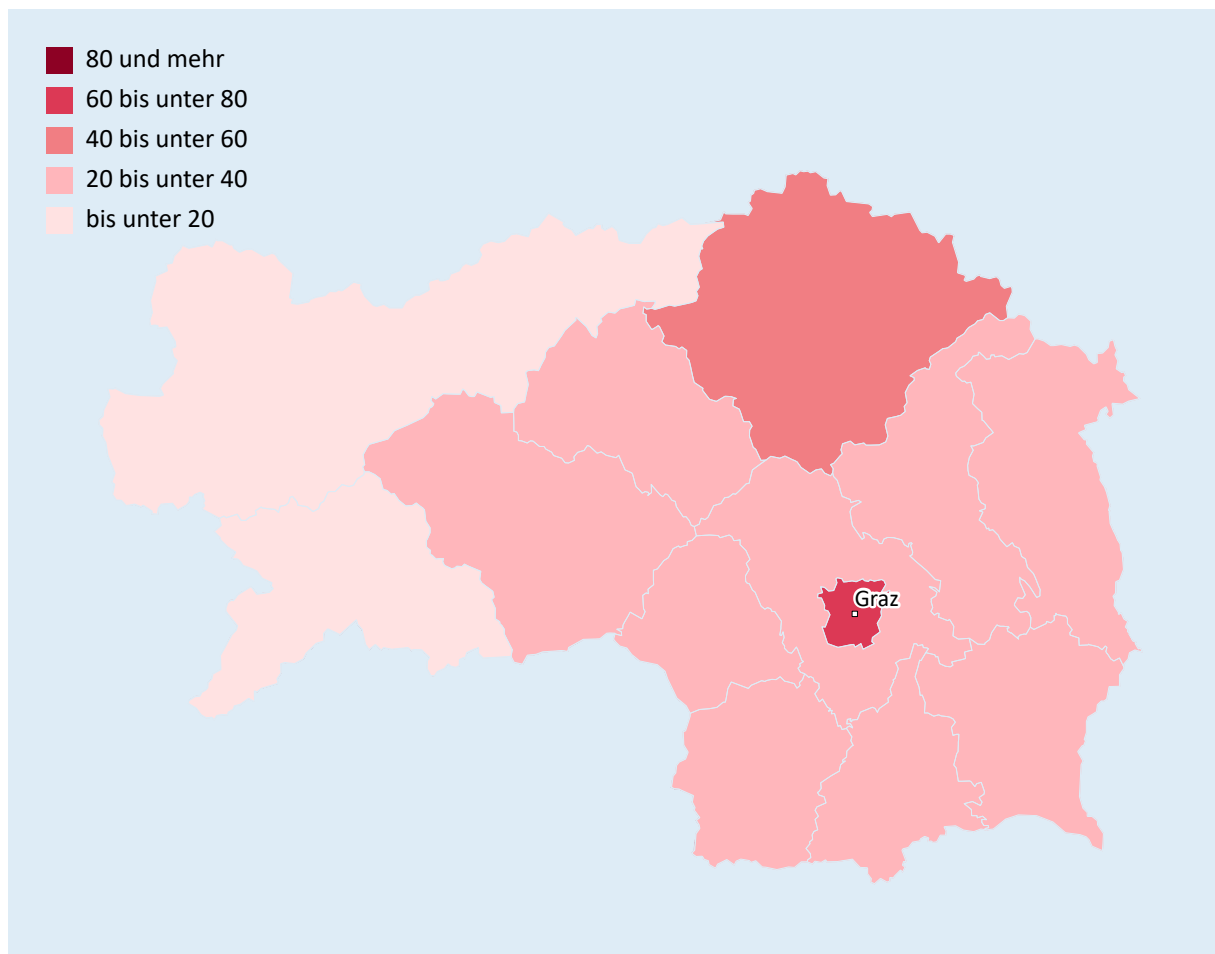 80 und mehr
60 bis unter 80
40 bis unter 60
20 bis unter 40
bis unter 20
Graz